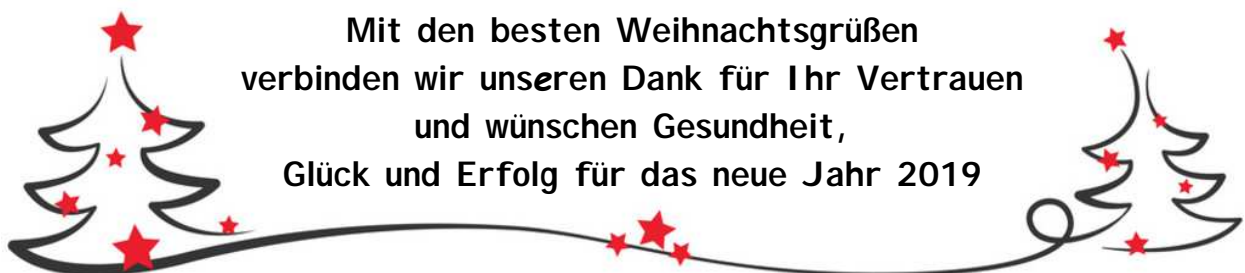 Mit den besten Weihnachtsgrüßen
verbinden wir unseren Dank für Ihr Vertrauen
und wünschen Gesundheit,
Glück und Erfolg für das neue Jahr 2019